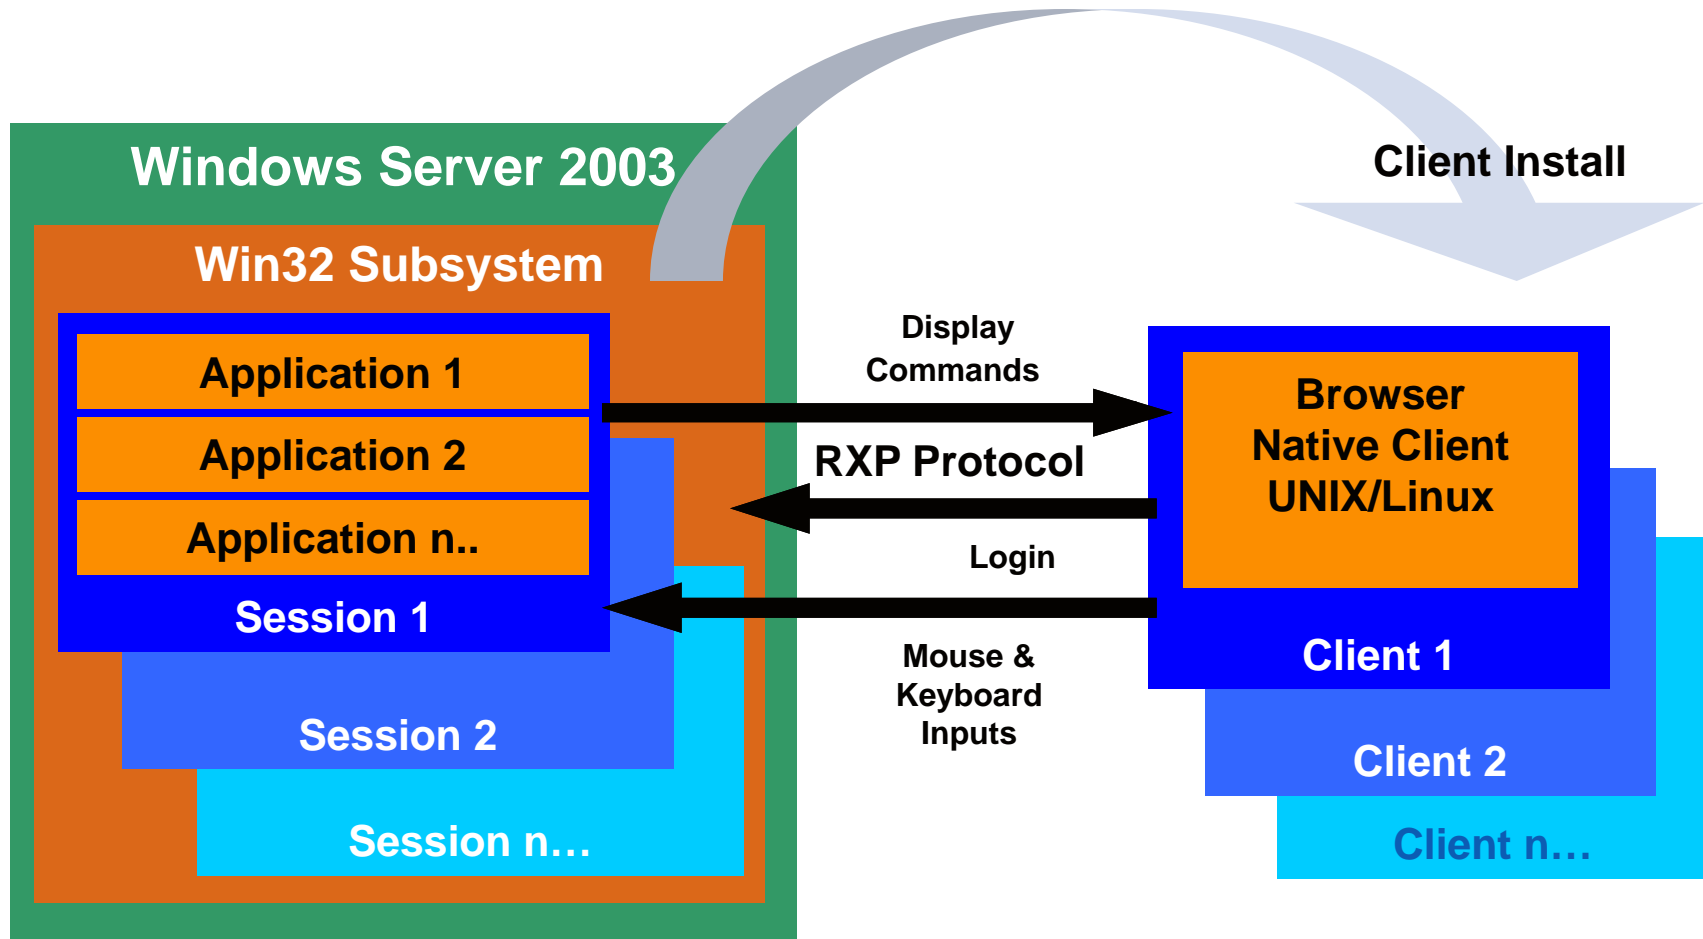 Windows Server 2003
Win32 Subsystem
Application 1
Application 2
Application n..
Session 1
Session 2
Session n…
Display
Commands
RXP Protocol
Login
Mouse &
Keyboard
Inputs
Client Install
Browser
Native Client
UNIX/Linux
Client 1
Client 2
Client n…